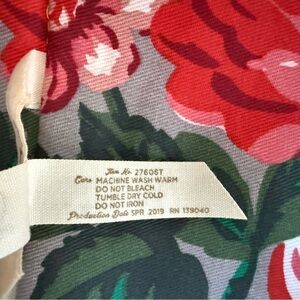 Item No. 27606T
Care MACHINE WASH WARM
DO NOT BLEACH
TUMBLE DRY COLD
DO NOT IRON
Production Date SPR 2019 RN 139040